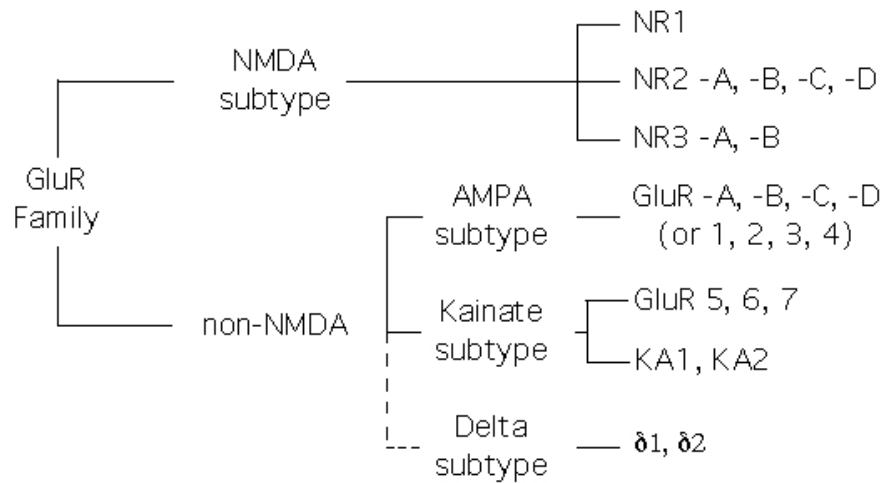 NR1
NMDA
subtype
NR2 -A, -B, -C, -D
NR3 -A, -B
GluR
Family
AMPA
subtype
GluR -A, -B, -C, -D
(or 1, 2, 3, 4)
non-NMDA
Kainate
subtype
GluR 5, 6, 7
KA1, KA2
Delta
subtype
δ1, δ2